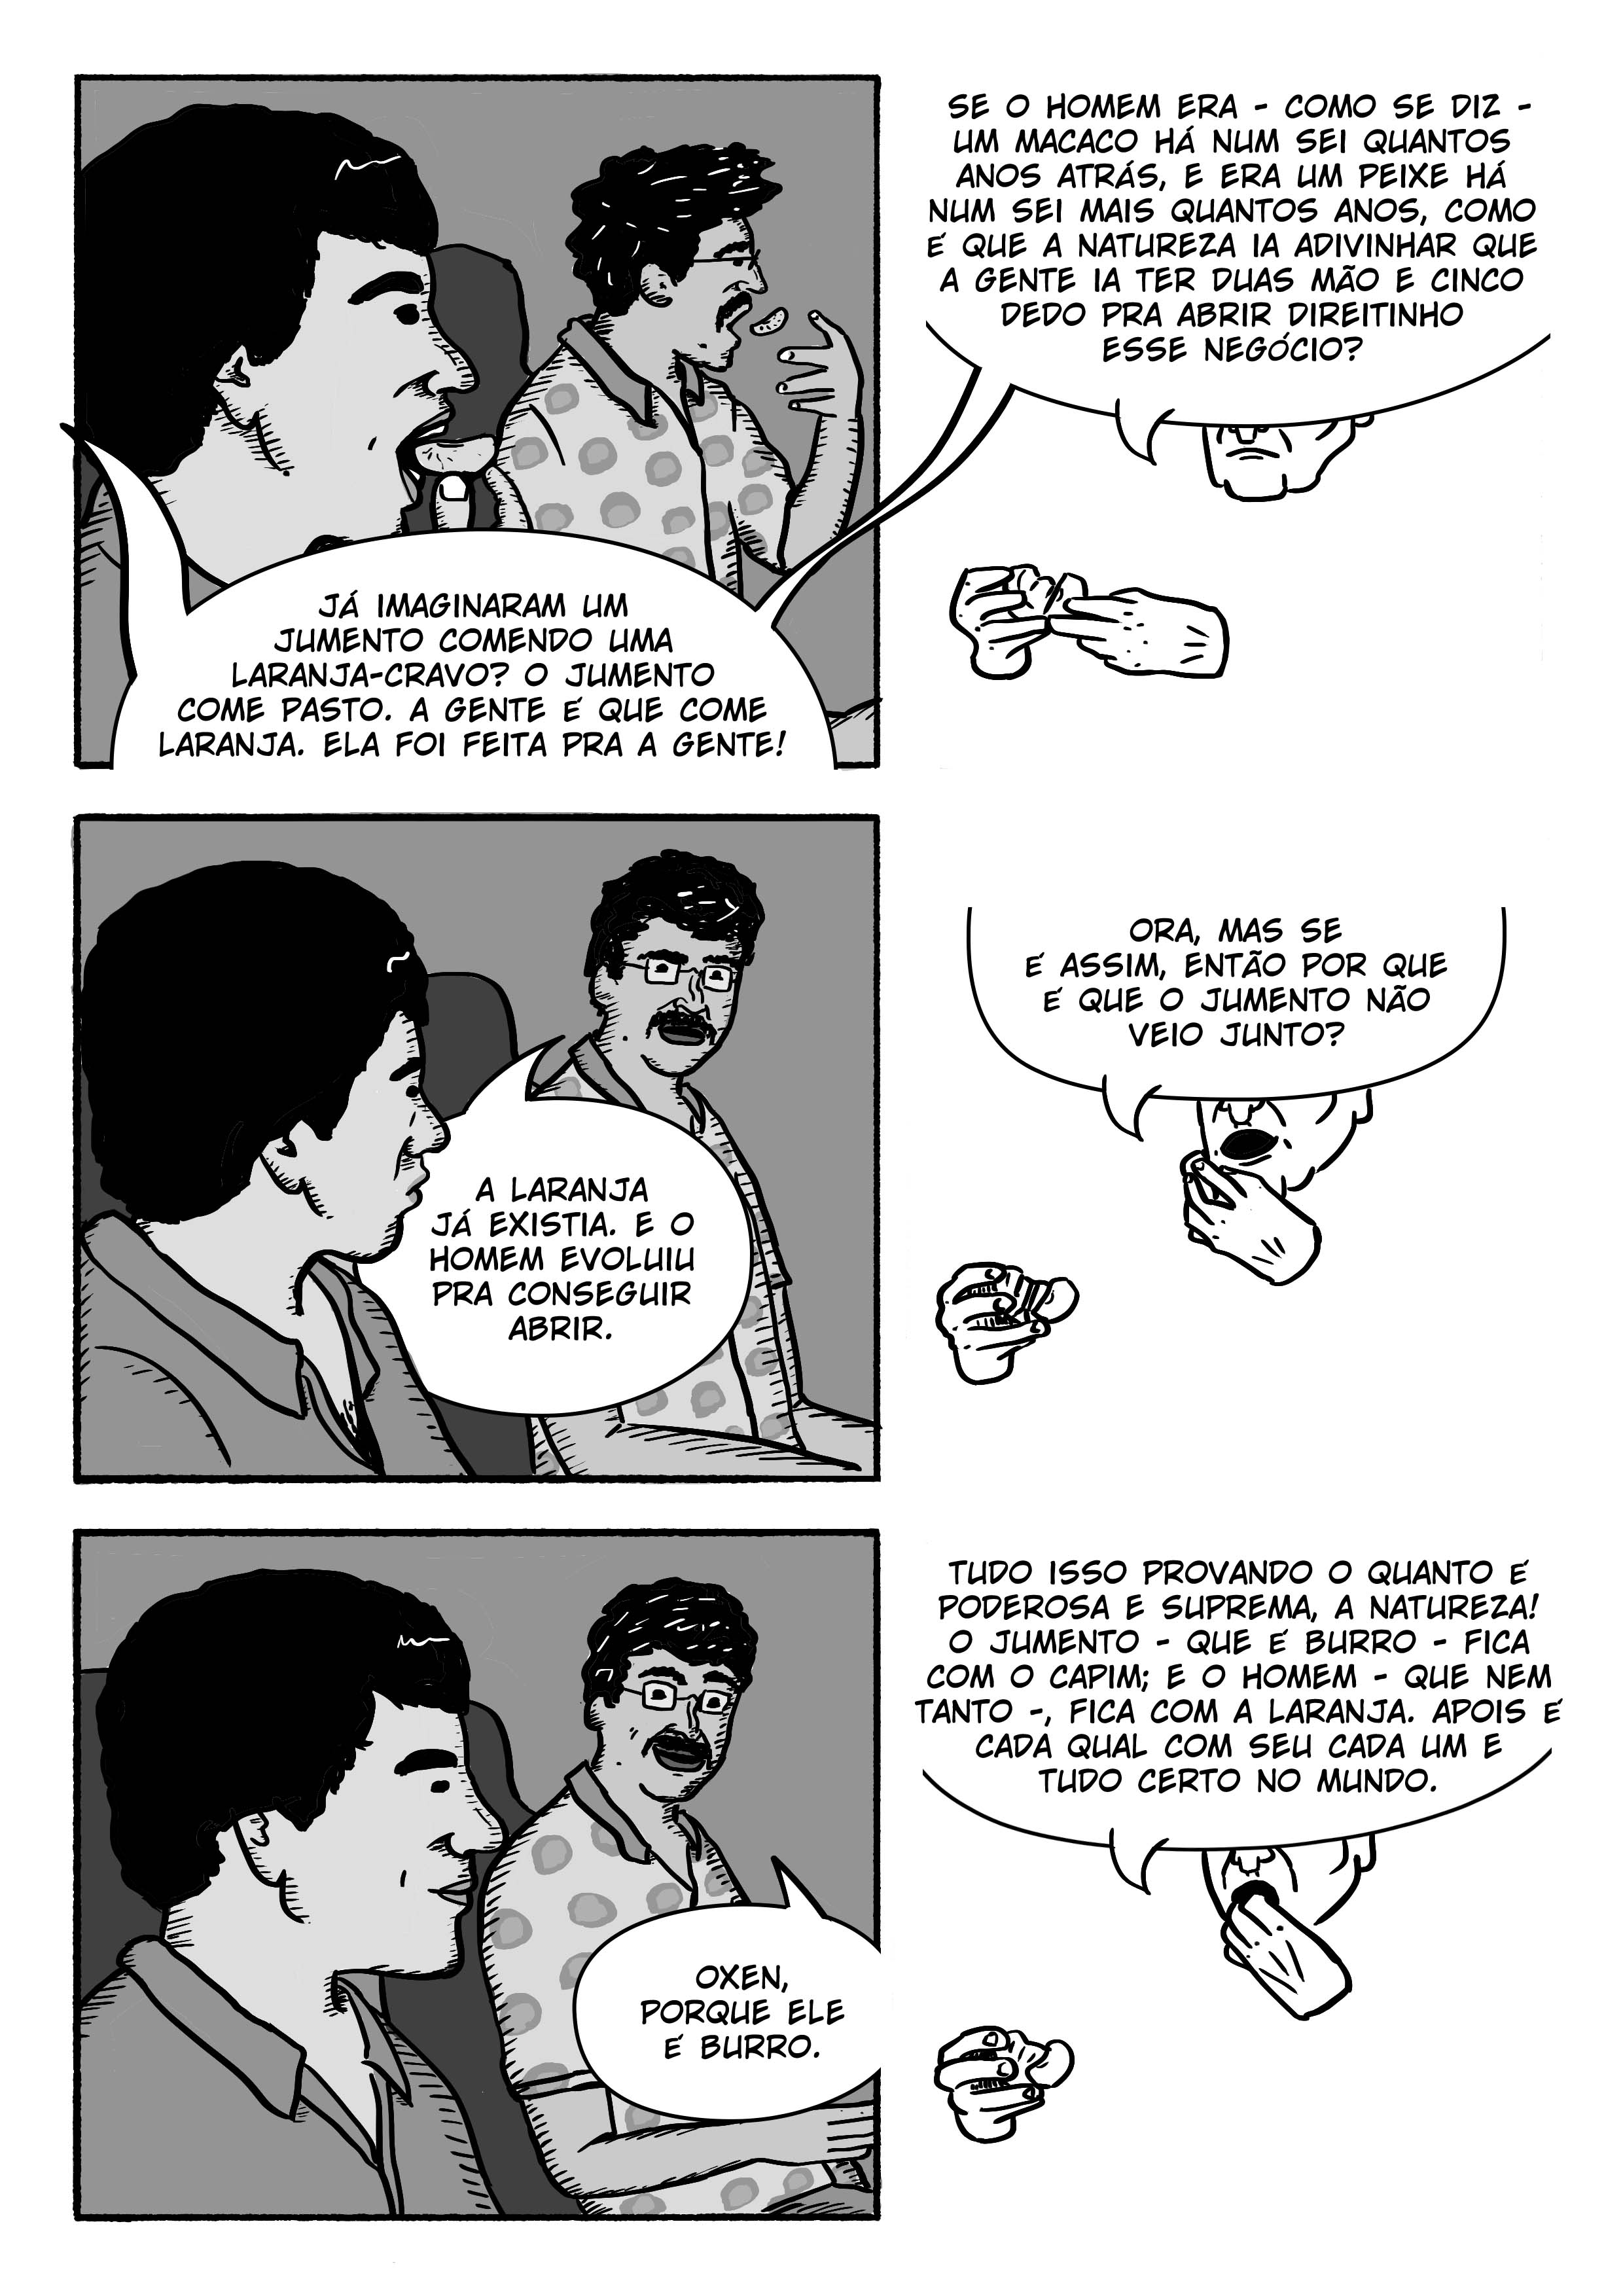 JÁ IMAGINARAM UM
JUMENTO COMENDO UMA
LARANJA-CRAVO? O JUMENTO
COME PASTO. A GENTE É QUE COME
LARANJA. ELA FOI FEITA PRA A GENTE!
SE O HOMEM ERA - COMO SE DIZ -
UM MACACO HÁ NUM SEI QUANTOS
ANOS ATRÁS, E ERA UM PEIXE HÁ
NUM SEI MAIS QUANTOS ANOS, COMO
É QUE A NATUREZA IA ADIVINHAR QUE
A GENTE IA TER DUAS MÃO E CINCO
DEDO PRA ABRIR DIREITINHO
ESSE NEGÓCIO?
A LARANJA
JÁ EXISTIA. E O
HOMEM EVOLUIU
PRA CONSEGUIR
ABRIR.
ORA, MAS SE
É ASSIM, ENTÃO POR QUE
É QUE O JUMENTO NÃO
VEIO JUNTO?
OXEN,
PORQUE ELE
É BURRO.
TUDO ISSO PROVANDO O QUANTO É
PODEROSA E SUPREMA, A NATUREZA!
O JUMENTO - QUE É BURRO - FICA
COM O CAPIM; E O HOMEM - QUE NEM
TANTO -, FICA COM A LARANJA. APOIS É
CADA QUAL COM SEU CADA UM E
TUDO CERTO NO MUNDO.